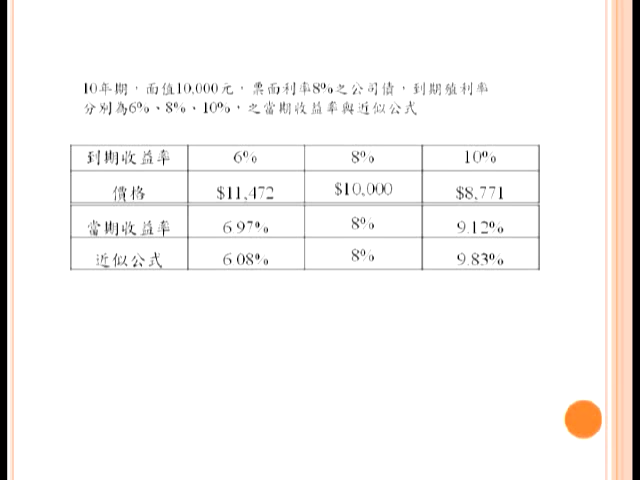 10年期，面值10,000元，票面利率8%之公司債，到期殖利率
分別為6%、8%、10%，之當期收益率與近似公式
到期收益率 6% 8% 10%
價格 $11,472 $10,000 $8,771
當期收益率 6.97% 8% 9.12%
近似公式 6.08% 8% 9.83%